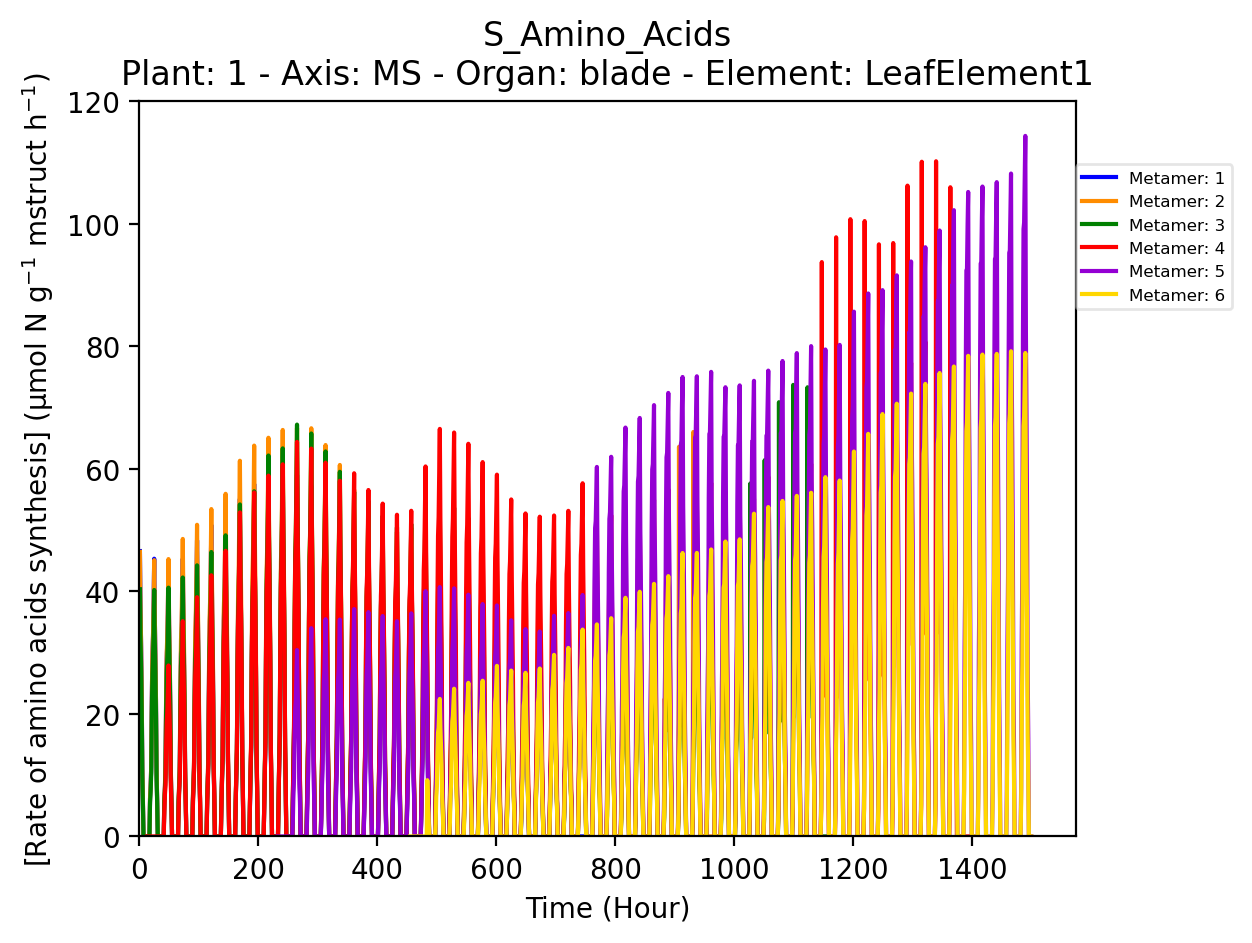 S_Amino_Acids
Plant: 1 - Axis: MS - Organ: blade - Element: LeafElement1
[Rate of amino acids synthesis] (µmol N g⁻¹ mstruct h⁻¹)
120
100
80
60
40
20
0
0 200 400 600 800 1000 1200 1400
Time (Hour)
Metamer: 1
Metamer: 2
Metamer: 3
Metamer: 4
Metamer: 5
Metamer: 6